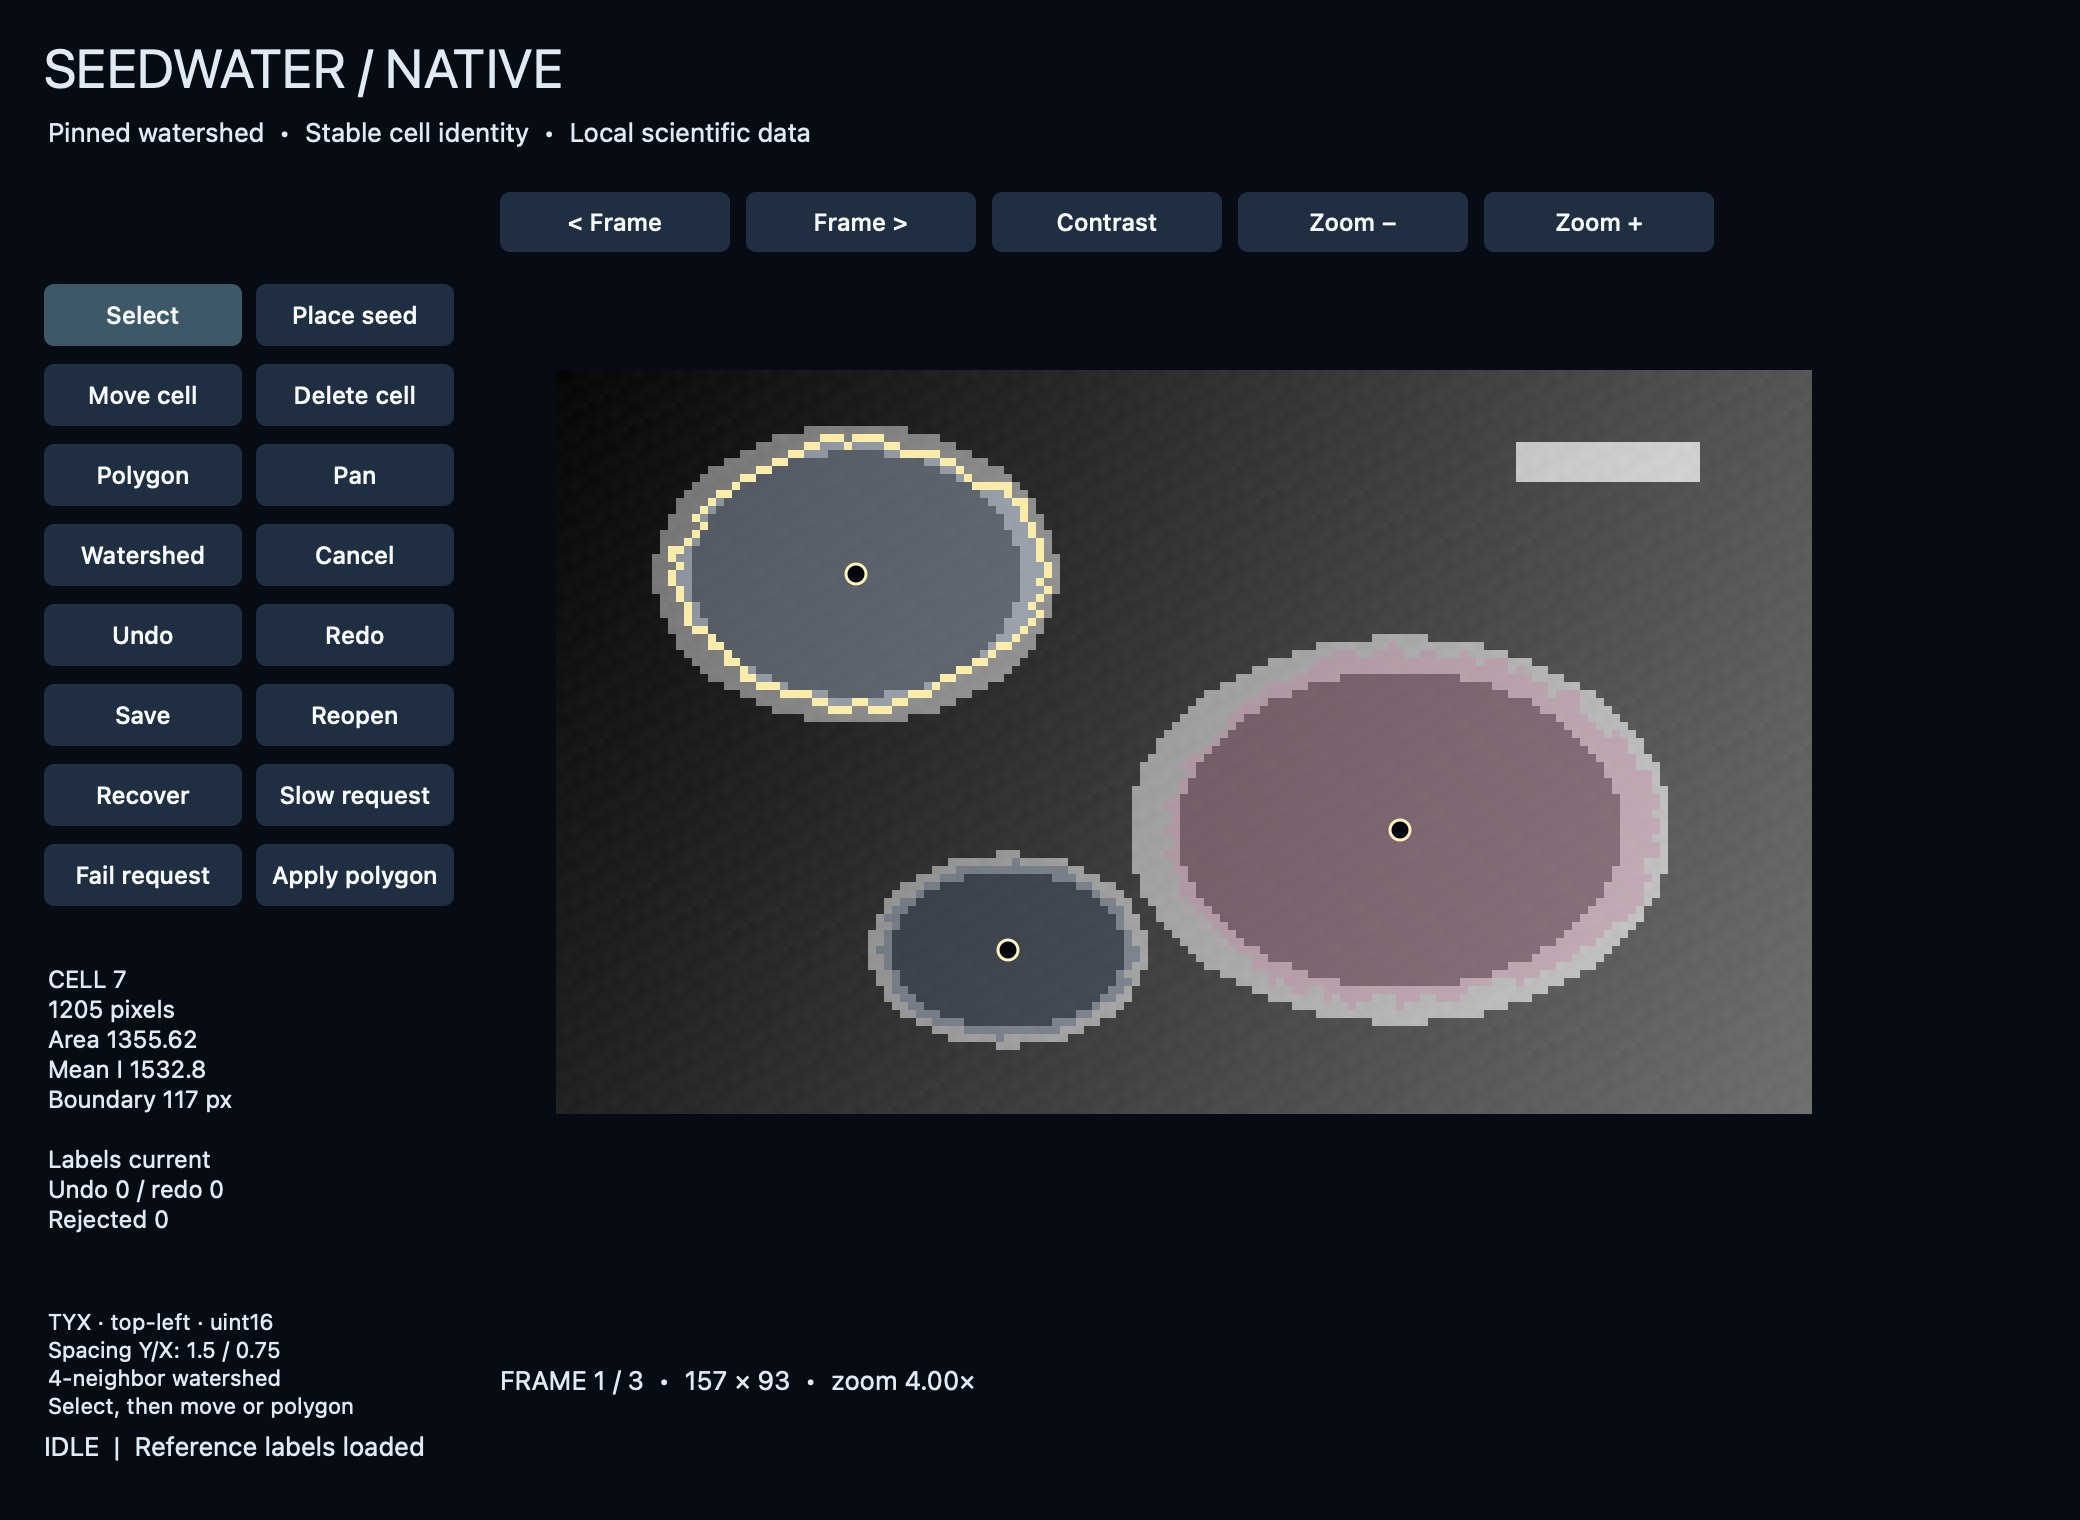 SEEDWATER / NATIVE
Pinned watershed • Stable cell identity • Local scientific data
< Frame
Frame >
Contrast
Zoom –
Zoom +
Select
Place seed
Move cell
Delete cell
Polygon
Pan
Watershed
Cancel
Undo
Redo
Save
Reopen
Recover
Slow request
Fail request
Apply polygon
CELL 7
1205 pixels
Area 1355.62
Mean I 1532.8
Boundary 117 px
Labels current
Undo 0 / redo 0
Rejected 0
TYX · top-left · uint16
Spacing Y/X: 1.5 / 0.75
4-neighbor watershed
Select, then move or polygon
FRAME 1 / 3 • 157 × 93 • zoom 4.00×
IDLE | Reference labels loaded